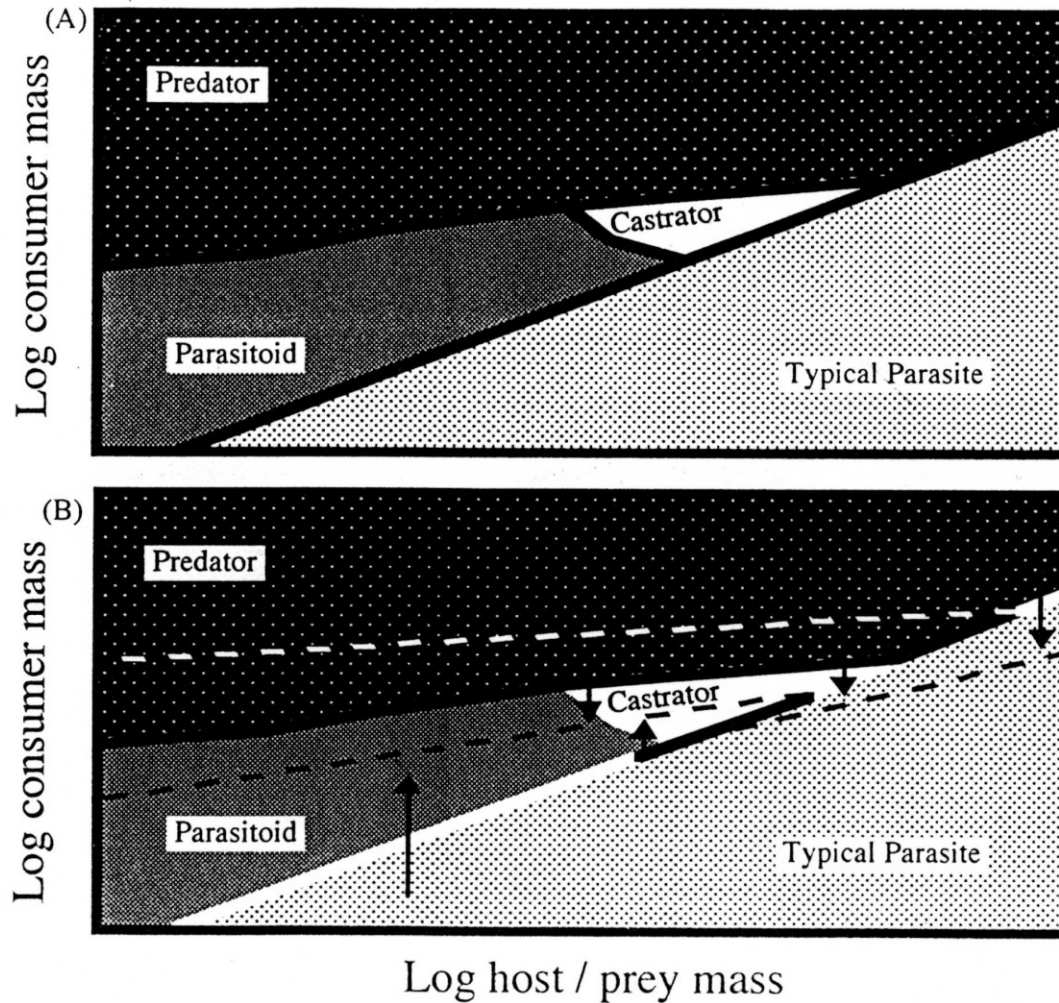 (A)
Log consumer mass
Predator
Castrator
Parasitoid
Typical Parasite
(B)
Log consumer mass
Predator
Castrator
Parasitoid
Typical Parasite
Log host / prey mass